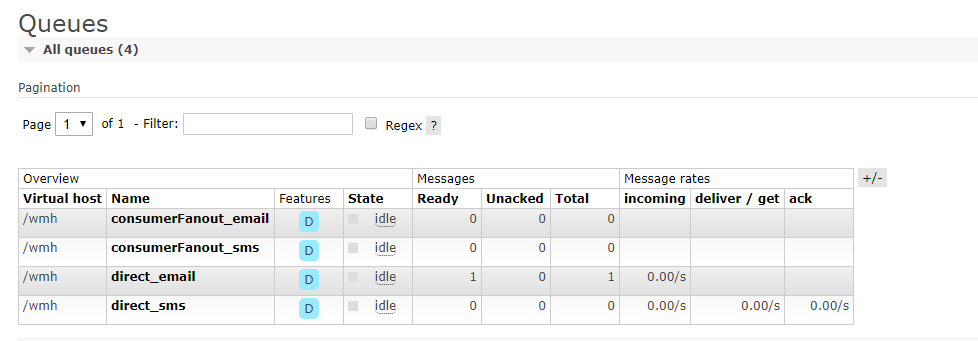 Queues
All queues (4)
Pagination
Page 1 of 1 - Filter: Regex ?
Overview Messages Message rates +/-
Virtual host Name Features State Ready Unacked Total incoming deliver / get ack
/wmh consumerFanout_email D idle 0 0 0
/wmh consumerFanout_sms D idle 0 0 0
/wmh direct_email D idle 1 0 1 0.00/s
/wmh direct_sms D idle 0 0 0 0.00/s 0.00/s 0.00/s